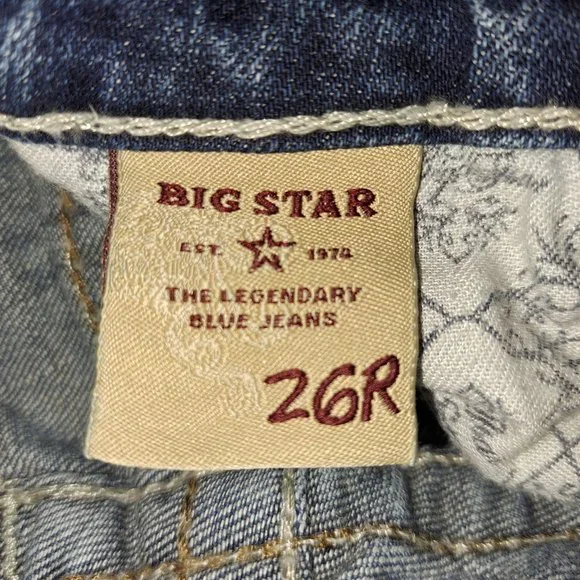 BIG STAR
EST. 1974
THE LEGENDARY
BLUE JEANS
26R